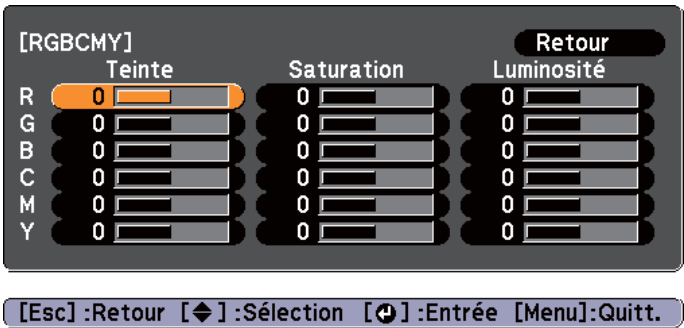 [RGBCMY] Retour
Teinte Saturation Luminosité
R 0 0 0
G 0 0 0
B 0 0 0
C 0 0 0
M 0 0 0
Y 0 0 0
[Esc] :Retour [◆] :Sélection [↵] :Entrée [Menu]:Quitt.